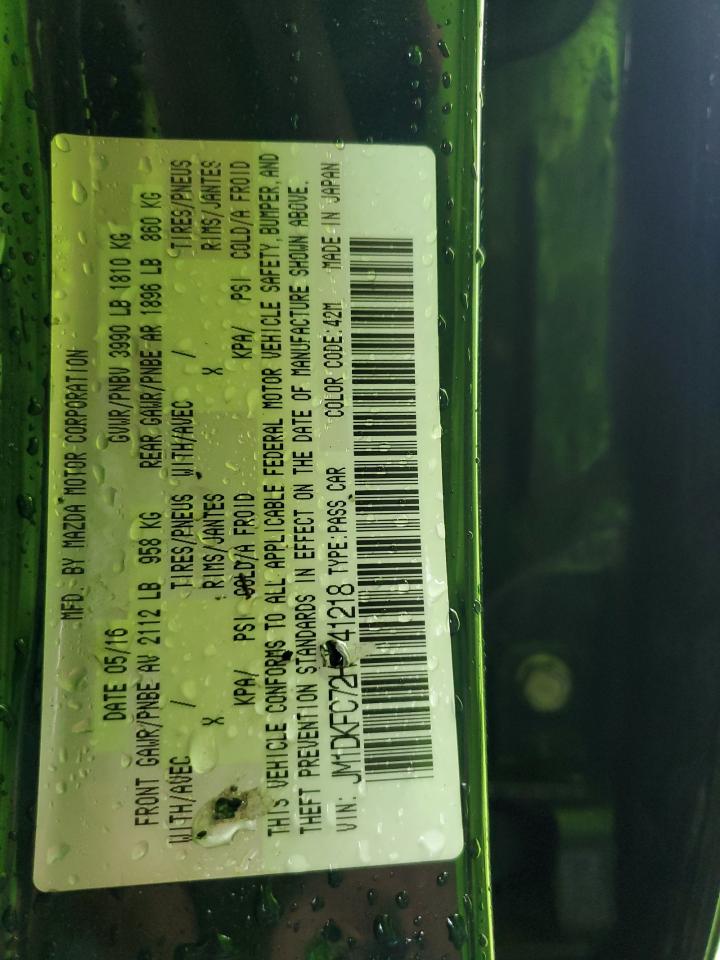 MFD. BY MAZDA MOTOR CORPORATION
DATE 05/16 GVWR/PNBV 3990 LB 1810 KG
FRONT GAWR/PNBE AV 2112 LB 958 KG REAR GAWR/PNBE AR 1896 LB 860 KG
WITH/AVEC / TIRES/PNEUS WITH/AVEC / TIRES/PNEUS
X RIMS/JANTES X RIMS/JANTES
KPA/ PSI COLD/A FROID KPA/ PSI COLD/A FROID
THIS VEHICLE CONFORMS TO ALL APPLICABLE FEDERAL MOTOR VEHICLE SAFETY, BUMPER, AND
THEFT PREVENTION STANDARDS IN EFFECT ON THE DATE OF MANUFACTURE SHOWN ABOVE.
VIN: TYPE:PASS CAR COLOR CODE:42M MADE IN JAPAN